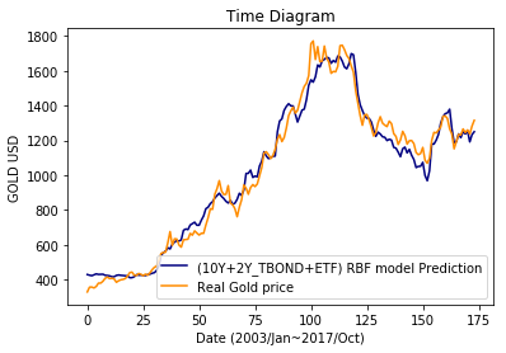 Time Diagram
GOLD USD
1800
1600
1400
1200
1000
800
600
400
(10Y+2Y_TBOND+ETF) RBF model Prediction
Real Gold price
0 25 50 75 100 125 150 175
Date (2003/Jan~2017/Oct)